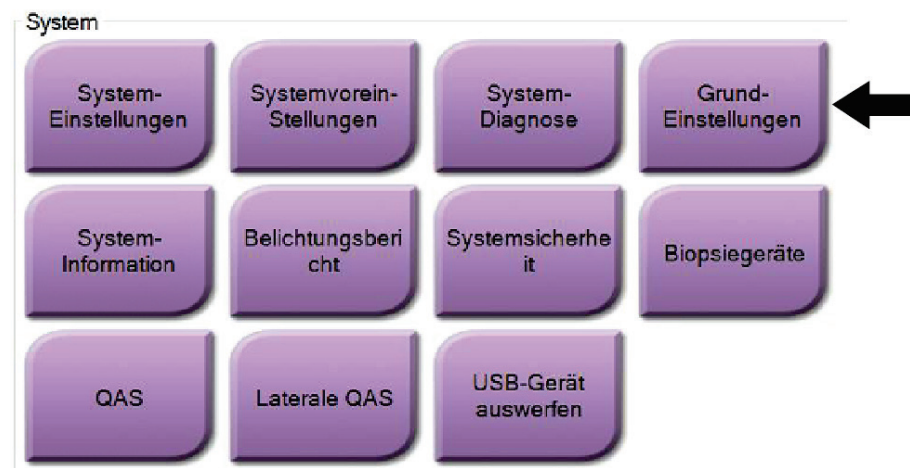 System
System-
Einstellungen
Systemvorein-
Stellungen
System-
Diagnose
Grund-
Einstellungen
System-
Information
Belichtungsberi
cht
Systemsicherhe
it
Biopsiegeräte
QAS
Laterale QAS
USB-Gerät
auswerfen